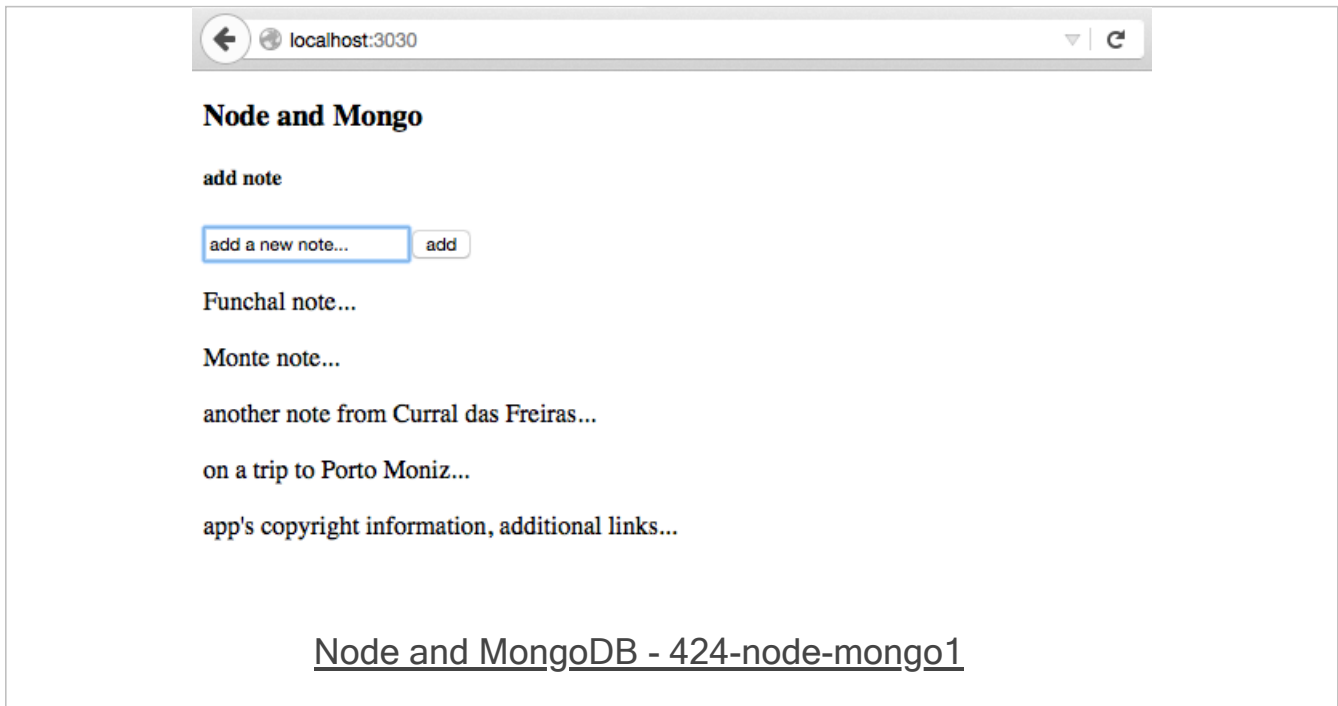 localhost:3030
Node and Mongo
add note
add a new note... add
Funchal note...
Monte note...
another note from Curral das Freiras...
on a trip to Porto Moniz...
app's copyright information, additional links...
Node and MongoDB - 424-node-mongo1